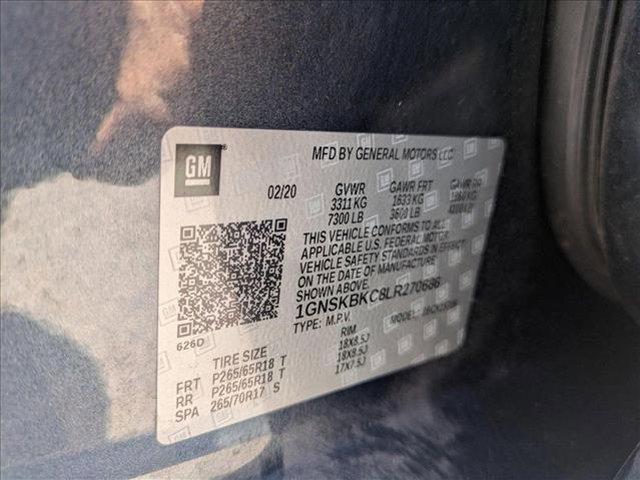 GM
MFD BY GENERAL MOTORS LLC
02/20
GVWR GAWR FRT GAWR RR
3311 KG 1633 KG KG
7300 LB 3600 LB LB
THIS VEHICLE CONFORMS TO ALL
APPLICABLE U.S. FEDERAL MOTOR
VEHICLE SAFETY STANDARDS IN EFFECT
ON THE DATE OF MANUFACTURE
SHOWN ABOVE
1GNSKBKC8LR270686
TYPE: M.P.V. MODEL:
626D
TIRE SIZE RIM
FRT P265/65R18 T 18X8.5J
RR P265/65R18 T 18X8.5J
SPA 265/70R17 S 17X7.5J